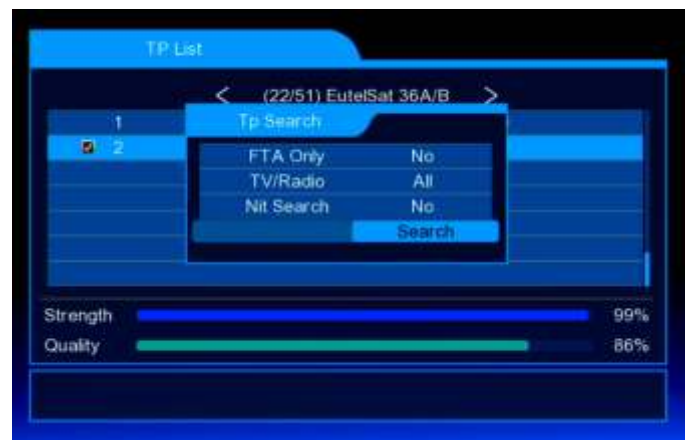 TP List
< (22/51) EutelSat 36A/B >
Tp Search
1
2
FTA Only No
TV/Radio All
Nit Search No
Search
Strength 99%
Quality 86%